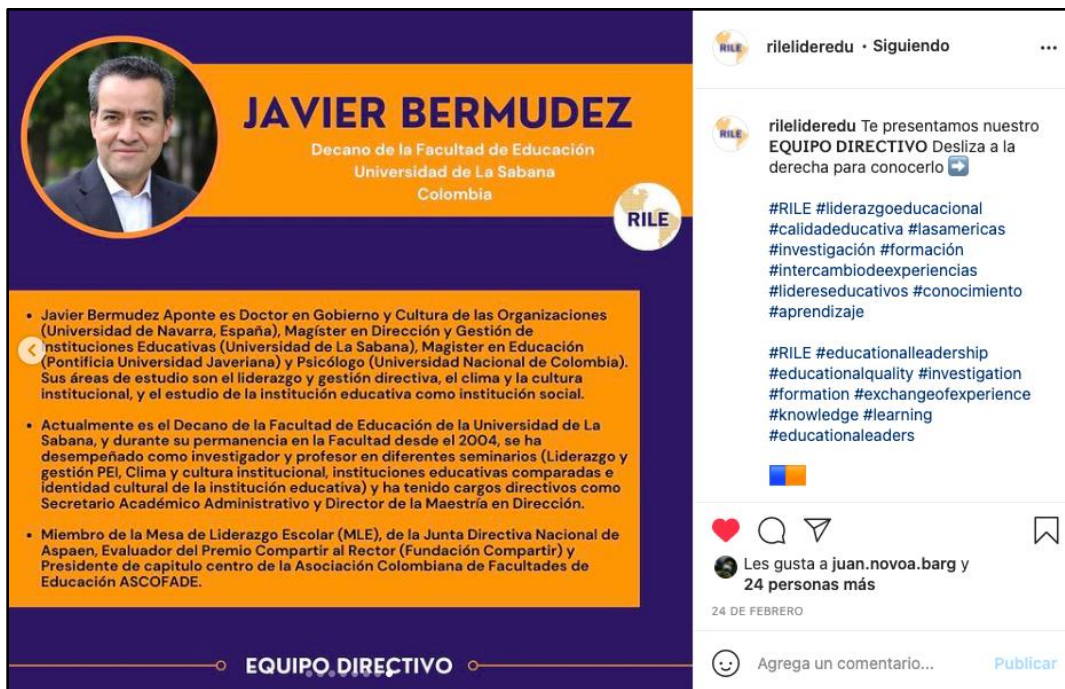 JAVIER BERMUDEZ
Decano de la Facultad de Educación
Universidad de La Sabana
Colombia
RILE
• Javier Bermudez Aponte es Doctor en Gobierno y Cultura de las Organizaciones
(Universidad de Navarra, España), Magíster en Dirección y Gestión de
Instituciones Educativas (Universidad de La Sabana), Magister en Educación
(Pontificia Universidad Javeriana) y Psicólogo (Universidad Nacional de Colombia).
Sus áreas de estudio son el liderazgo y gestión directiva, el clima y la cultura
institucional, y el estudio de la institución educativa como institución social.
• Actualmente es el Decano de la Facultad de Educación de la Universidad de La
Sabana, y durante su permanencia en la Facultad desde el 2004, se ha
desempeñado como investigador y profesor en diferentes seminarios (Liderazgo y
gestión PEI, Clima y cultura institucional, instituciones educativas comparadas e
identidad cultural de la institución educativa) y ha tenido cargos directivos como
Secretario Académico Administrativo y Director de la Maestría en Dirección.
• Miembro de la Mesa de Liderazgo Escolar (MLE), de la Junta Directiva Nacional de
Aspaen, Evaluador del Premio Compartir al Rector (Fundación Compartir) y
Presidente de capitulo centro de la Asociación Colombiana de Facultades de
Educación ASCOFADE.
EQUIPO DIRECTIVO
RILE
rilelideredu • Siguiendo
RILE
rilelideredu Te presentamos nuestro
EQUIPO DIRECTIVO Desliza a la
derecha para conocerlo ➡️
#RILE #liderazgoeducacional
#calidadeducativa #lasamericas
#investigación #formación
#intercambiodeexperiencias
#lidereseducativos #conocimiento
#aprendizaje
#RILE #educationalleadership
#educationalquality #investigation
#formation #exchangeofexperience
#knowledge #learning
#educationaleaders
Les gusta a juan.novoa.barg y
24 personas más
24 DE FEBRERO
Agrega un comentario... Publicar